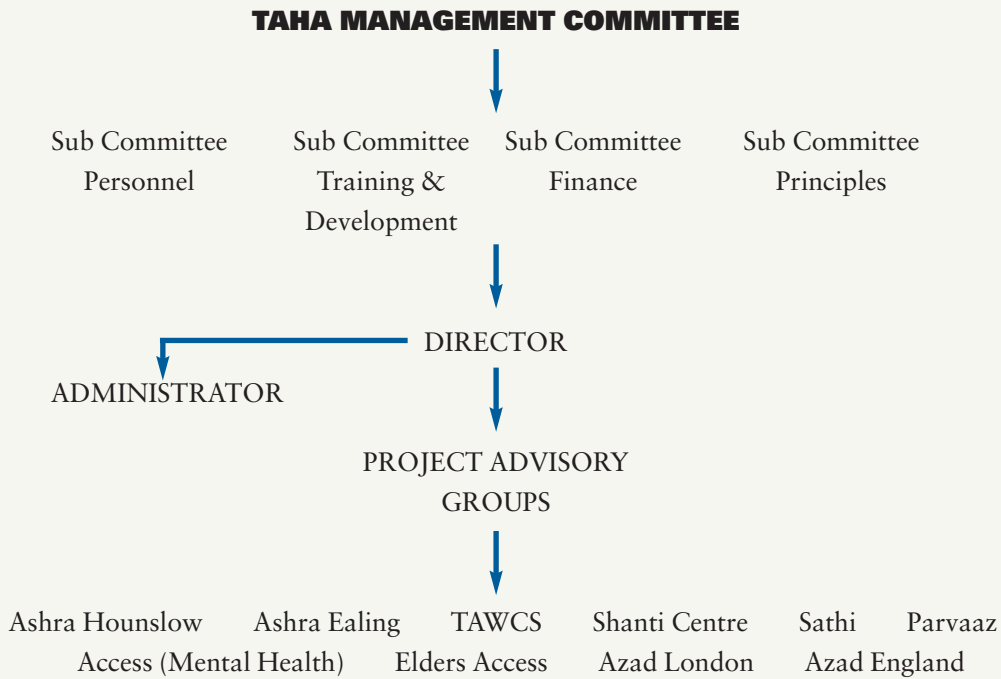 TAHA MANAGEMENT COMMITTEE
Sub Committee Personnel
Sub Committee Training & Development
Sub Committee Finance
Sub Committee Principles
DIRECTOR
ADMINISTRATOR
PROJECT ADVISORY
GROUPS
Ashra Hounslow Ashra Ealing TAWCS Shanti Centre Sathi Parvaaz
Access (Mental Health) Elders Access Azad London Azad England